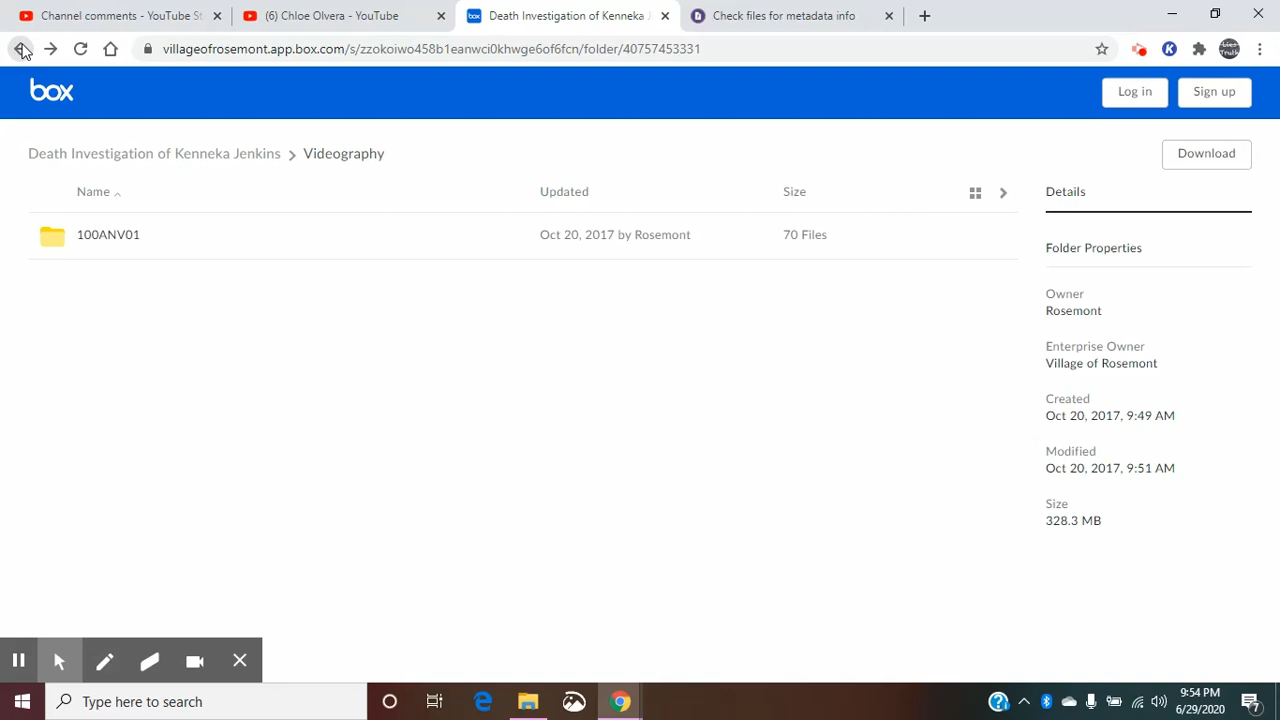 Channel comments - YouTube S
(6) Chloe Olvera - YouTube
box Death Investigation of Kenneka J
Check files for metadata info
villageofrosemont.app.box.com/s/zzokoiwo458b1eanwci0khwge6of6fcn/folder/40757453331
box
Log in
Sign up
Death Investigation of Kenneka Jenkins > Videography
Download
Name
Updated
Size
Details
100ANV01
Oct 20, 2017 by Rosemont
70 Files
Folder Properties
Owner
Rosemont
Enterprise Owner
Village of Rosemont
Created
Oct 20, 2017, 9:49 AM
Modified
Oct 20, 2017, 9:51 AM
Size
328.3 MB
Type here to search
9:54 PM
6/29/2020
7